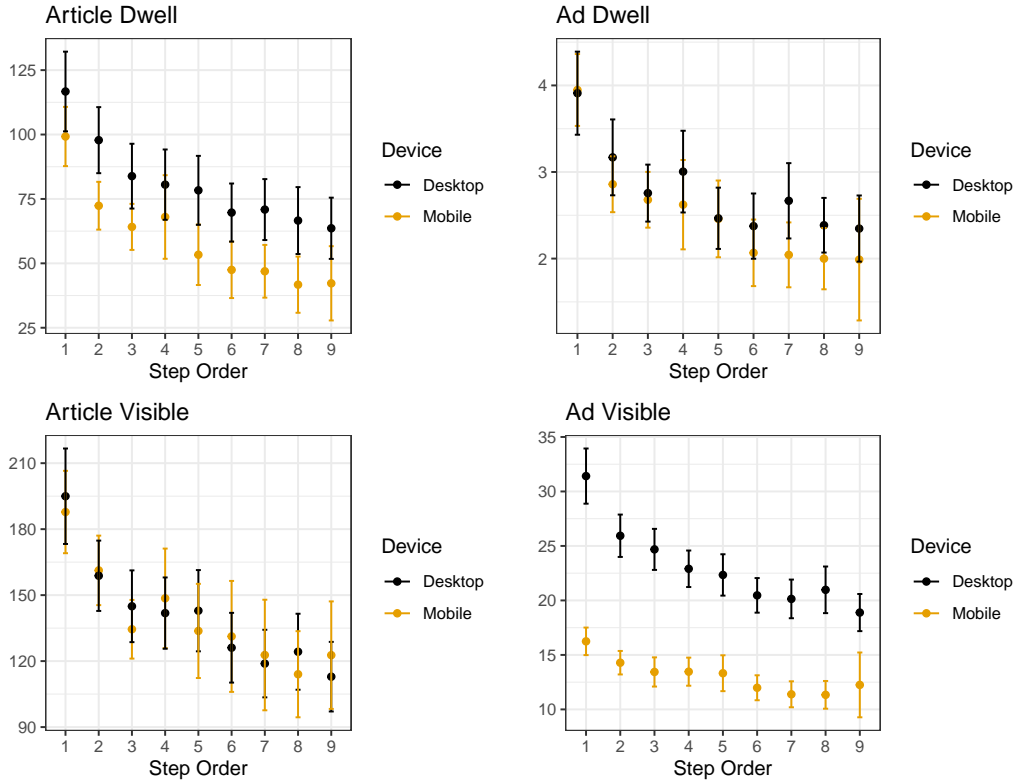 Article Dwell
125
100
75
50
25
1 2 3 4 5 6 7 8 9
Step Order
Device
Desktop
Mobile
Ad Dwell
4
3
2
1 2 3 4 5 6 7 8 9
Step Order
Device
Desktop
Mobile
Article Visible
210
180
150
120
90
1 2 3 4 5 6 7 8 9
Step Order
Device
Desktop
Mobile
Ad Visible
35
30
25
20
15
10
1 2 3 4 5 6 7 8 9
Step Order
Device
Desktop
Mobile